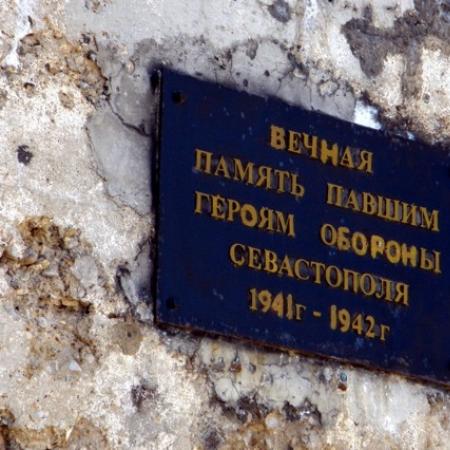 ВЕЧНАЯ
ПАМЯТЬ ПАВШИМ
ГЕРОЯМ ОБОРОНЫ
СЕВАСТОПОЛЯ
1941г - 1942г